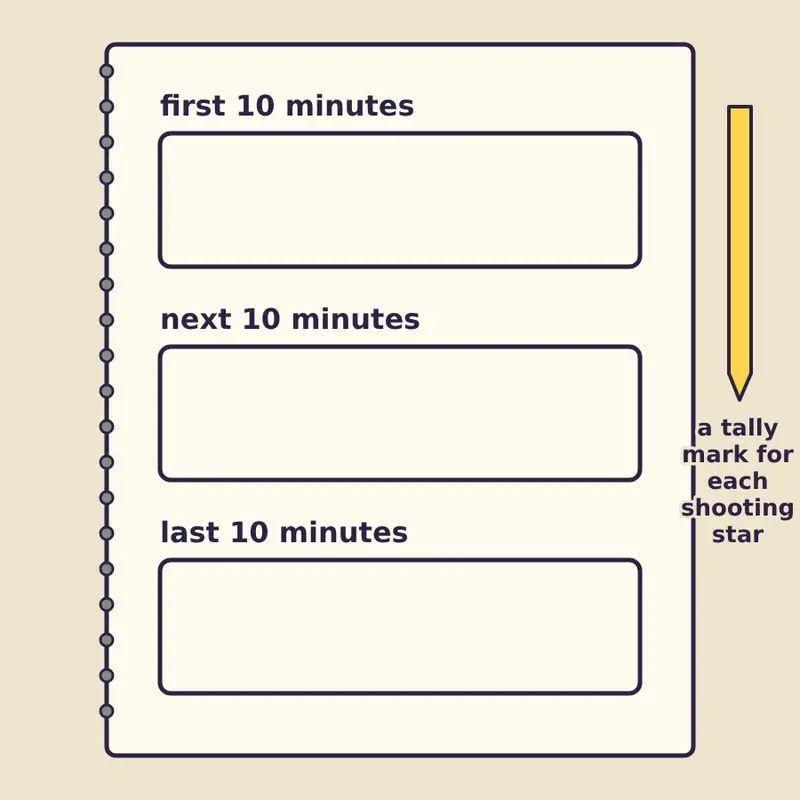 first 10 minutes
next 10 minutes
last 10 minutes
a tally
mark for
each
shooting
star